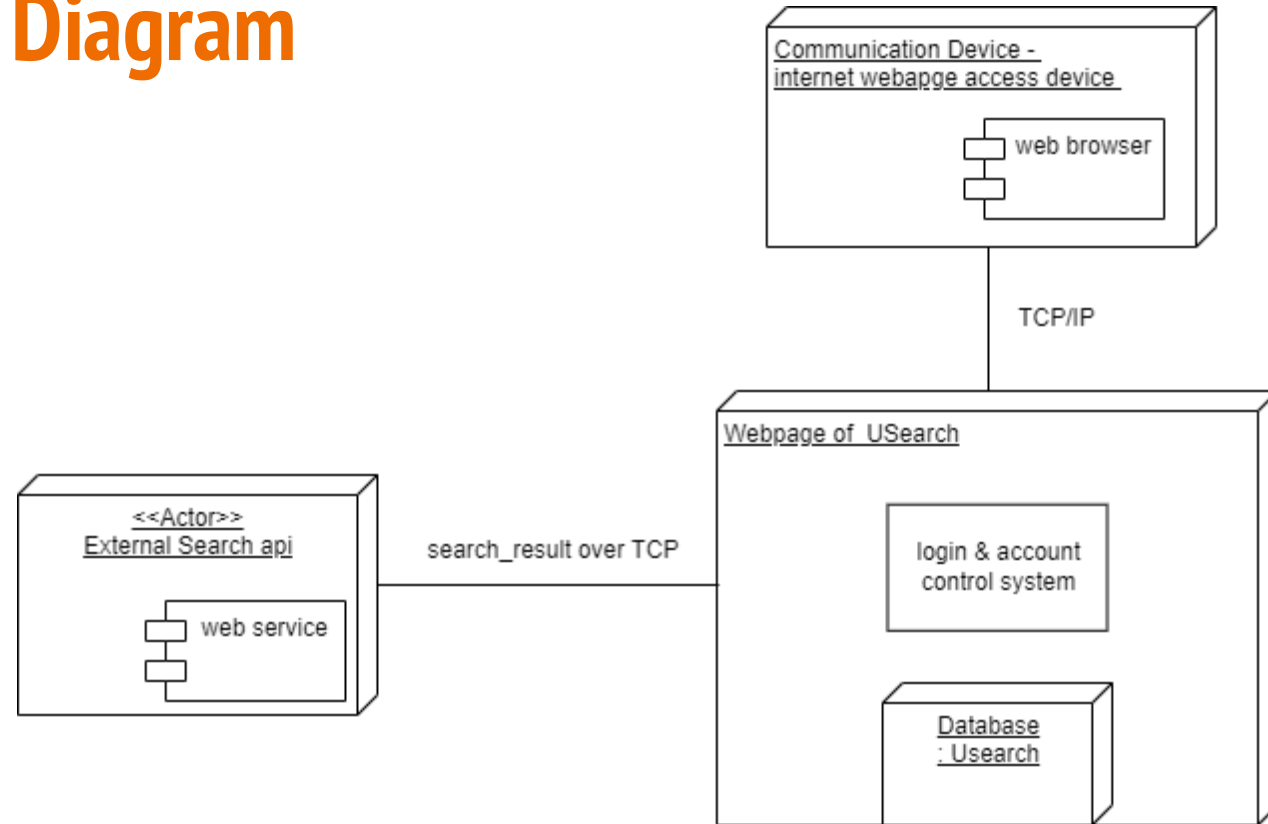 Diagram
Communication Device -
internet webapge access device
web browser
TCP/IP
Webpage of USearch
<<Actor>>
External Search api
search_result over TCP
login & account
control system
web service
Database
: Usearch